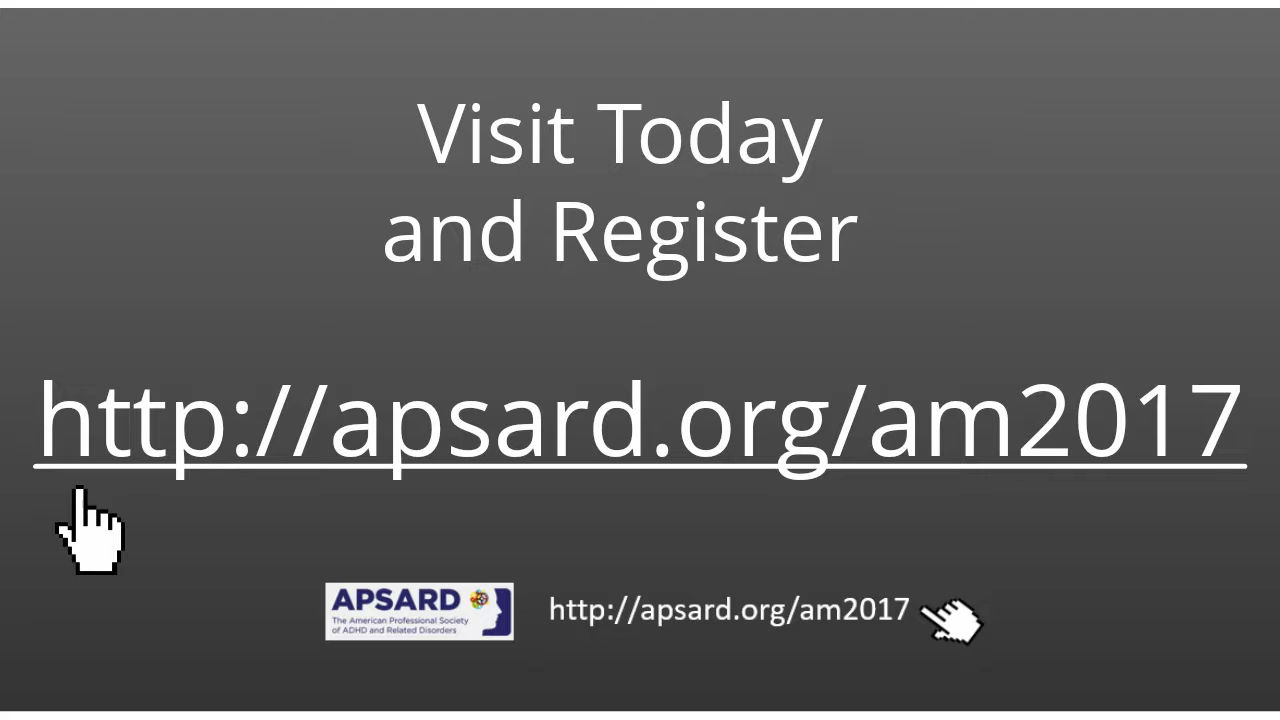 Visit Today
and Register
http://apsard.org/am2017
APSARD
The American Professional Society
of ADHD and Related Disorders
http://apsard.org/am2017